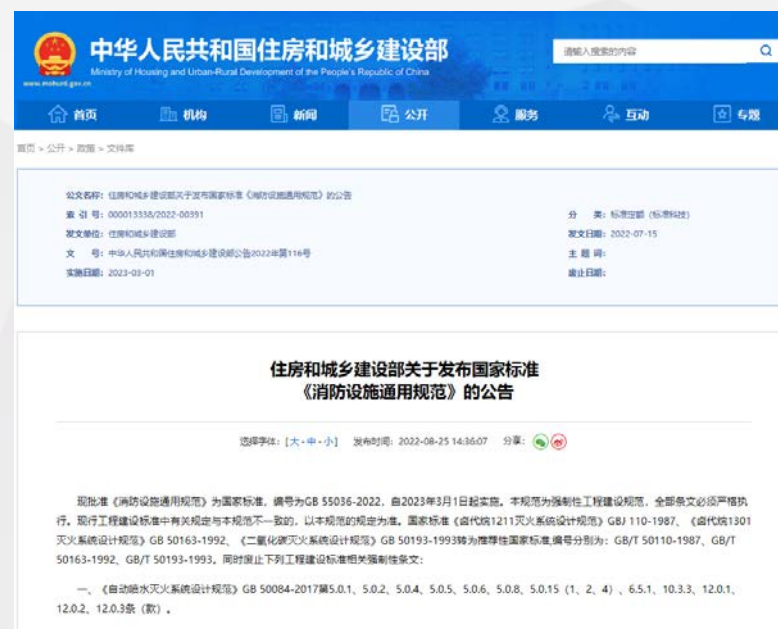 中华人民共和国住房和城乡建设部
Ministry of Housing and Urban-Rural Development of the People's Republic of China
www.mohurd.gov.cn
请输入搜索的内容
首页 机构 新闻 公开 服务 互动 专题
首页 > 公开 > 政策 > 文件库
公文名称：住房和城乡建设部关于发布国家标准《消防设施通用规范》的公告
索 引 号：000013338/2022-00391 分 类：标准定额（标准科技）
发文单位：住房和城乡建设部 发文日期：2022-07-15
文 号：中华人民共和国住房和城乡建设部公告2022年第116号 主 题 词：
实施日期：2023-03-01 废止日期：
住房和城乡建设部关于发布国家标准
《消防设施通用规范》的公告
选择字体：[大-中-小] 发布时间：2022-08-25 14:36:07 分享：
现批准《消防设施通用规范》为国家标准，编号为GB 55036-2022，自2023年3月1日起实施。本规范为强制性工程建设规范，全部条文必须严格执
行。现行工程建设标准中有关规定与本规范不一致的，以本规范的规定为准。国家标准《卤代烷1211灭火系统设计规范》GBJ 110-1987、《卤代烷1301
灭火系统设计规范》GB 50163-1992、《二氧化碳灭火系统设计规范》GB 50193-1993转为推荐性国家标准,编号分别为：GB/T 50110-1987、GB/T
50163-1992、GB/T 50193-1993。同时废止下列工程建设标准相关强制性条文：
一、《自动喷水灭火系统设计规范》GB 50084-2017第5.0.1、5.0.2、5.0.4、5.0.5、5.0.6、5.0.8、5.0.15（1、2、4）、6.5.1、10.3.3、12.0.1、
12.0.2、12.0.3条（款）。